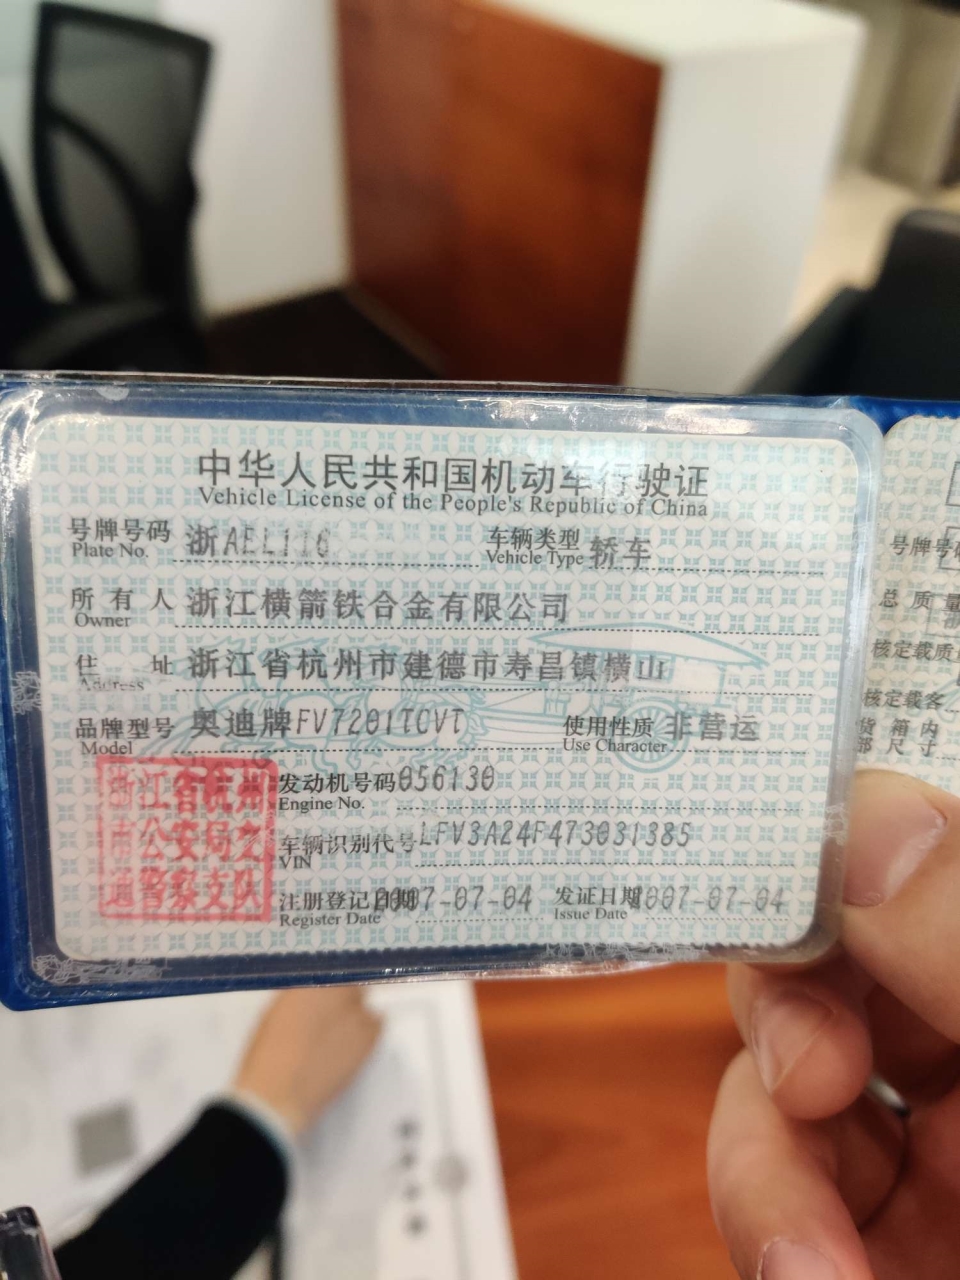 中华人民共和国机动车行驶证
Vehicle License of the People's Republic of China
号牌号码 浙AEL116 车辆类型 轿车
Plate No. Vehicle Type
所有人 浙江横箭铁合金有限公司
Owner
住址 浙江省杭州市建德市寿昌镇横山
Address
品牌型号 奥迪牌FV7201TCVT 使用性质 非营运
Model Use Character
发动机号码 056130
Engine No.
车辆识别代号 LFV3A24F473031385
VIN
注册登记日期 2007-07-04 发证日期 2007-07-04
Register Date Issue Date
浙江省杭州
市公安局交
通警察支队
号牌号
总质量
核定载质
核定载客
货箱内
部尺寸